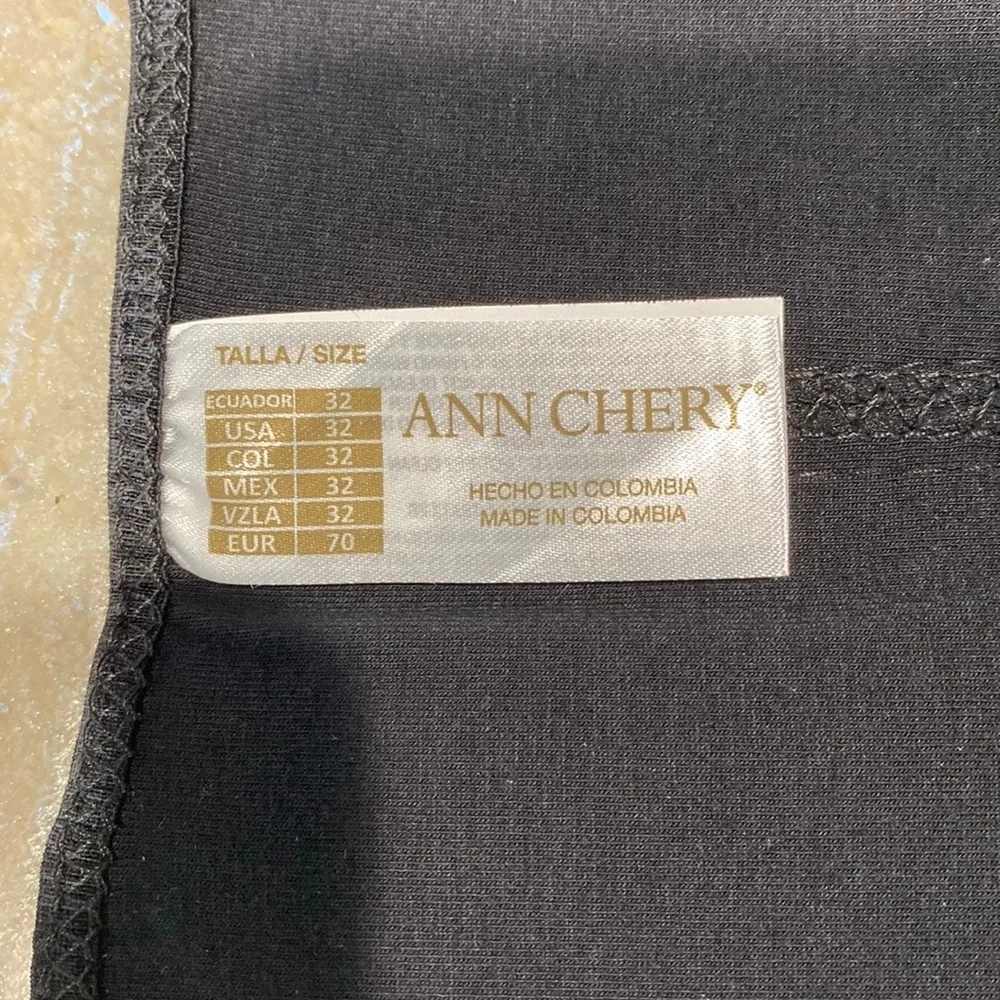 TALLA / SIZE
ECUADOR 32
USA 32
COL 32
MEX 32
VZLA 32
EUR 70
ANN CHERY®
HECHO EN COLOMBIA
MADE IN COLOMBIA